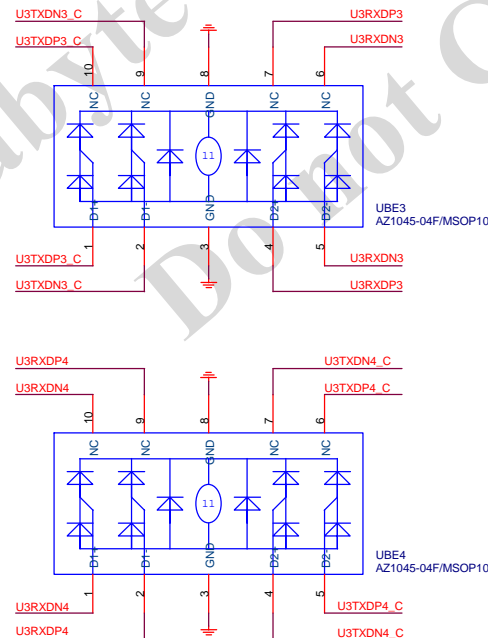 U3TXDN3_C U3RXDP3
U3TXDP3_C U3RXDN3
10 9 8 7 6
NC NC GND NC NC
11
D1+ D1- GND D2+ D2-
1 2 3 4 5
UBE3
AZ1045-04F/MSOP10
U3TXDP3_C U3RXDN3
U3TXDN3_C U3RXDP3
U3RXDP4 U3TXDN4_C
U3RXDN4 U3TXDP4_C
10 9 8 7 6
NC NC GND NC NC
11
D1+ D1- GND D2+ D2-
1 2 3 4 5
UBE4
AZ1045-04F/MSOP10
U3RXDN4 U3TXDP4_C
U3RXDP4 U3TXDN4_C
Do not